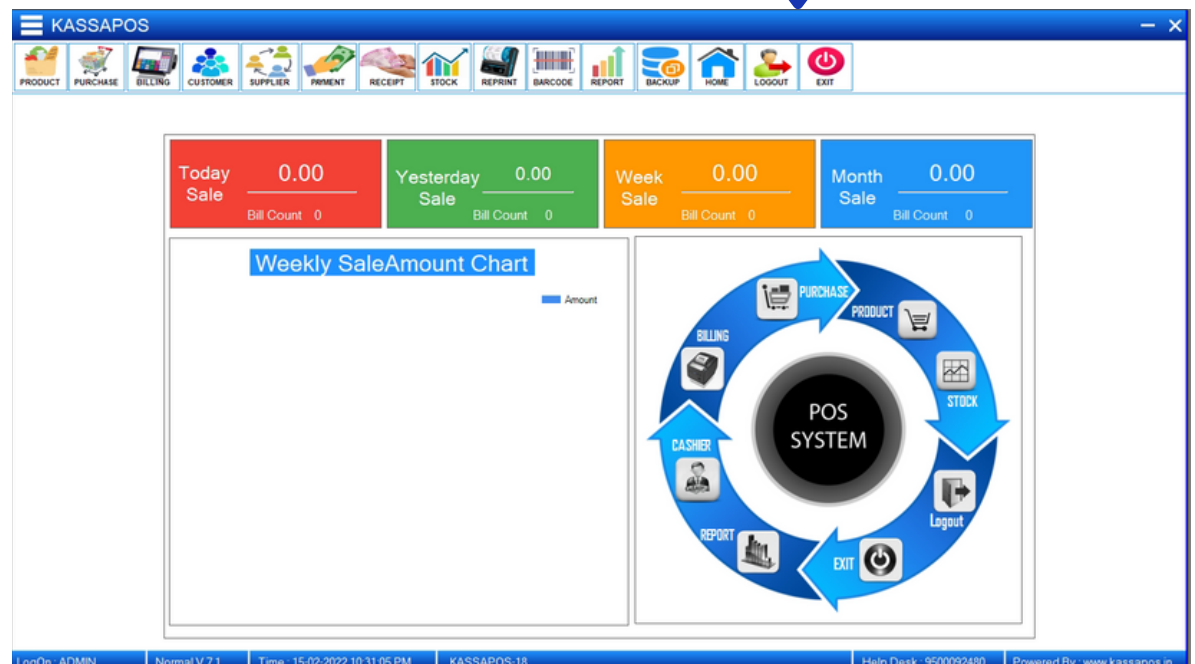 KASSAPOS
PRODUCT PURCHASE BILLING CUSTOMER SUPPLIER PAYMENT RECEIPT STOCK REPRINT BARCODE REPORT BACKUP HOME LOGOUT EXIT
Today Sale
0.00
Bill Count 0
Yesterday Sale
0.00
Bill Count 0
Week Sale
0.00
Bill Count 0
Month Sale
0.00
Bill Count 0
Weekly SaleAmount Chart
Amount
PURCHASE
PRODUCT
BILLING
STOCK
POS
SYSTEM
CASHIER
Logout
REPORT
EXIT
LogOn : ADMIN Normal V 7.1 Time : 15-02-2022 10:31:05 PM KASSAPOS-18 Help Desk : 9500092480 Powered By : www.kassapos.in